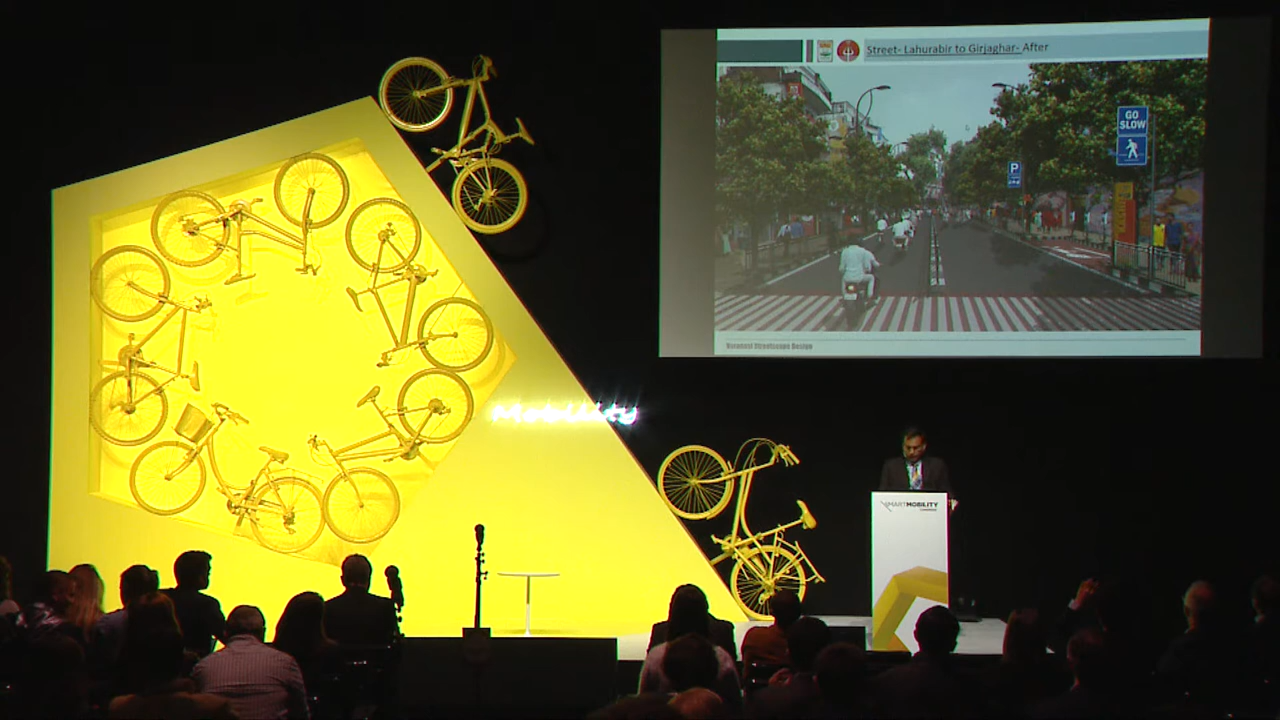 Street- Lahurabir to Girjaghar- After
GO
SLOW
P
Varanasi Streetscape Design
Mobility
SMARTMOBILITY